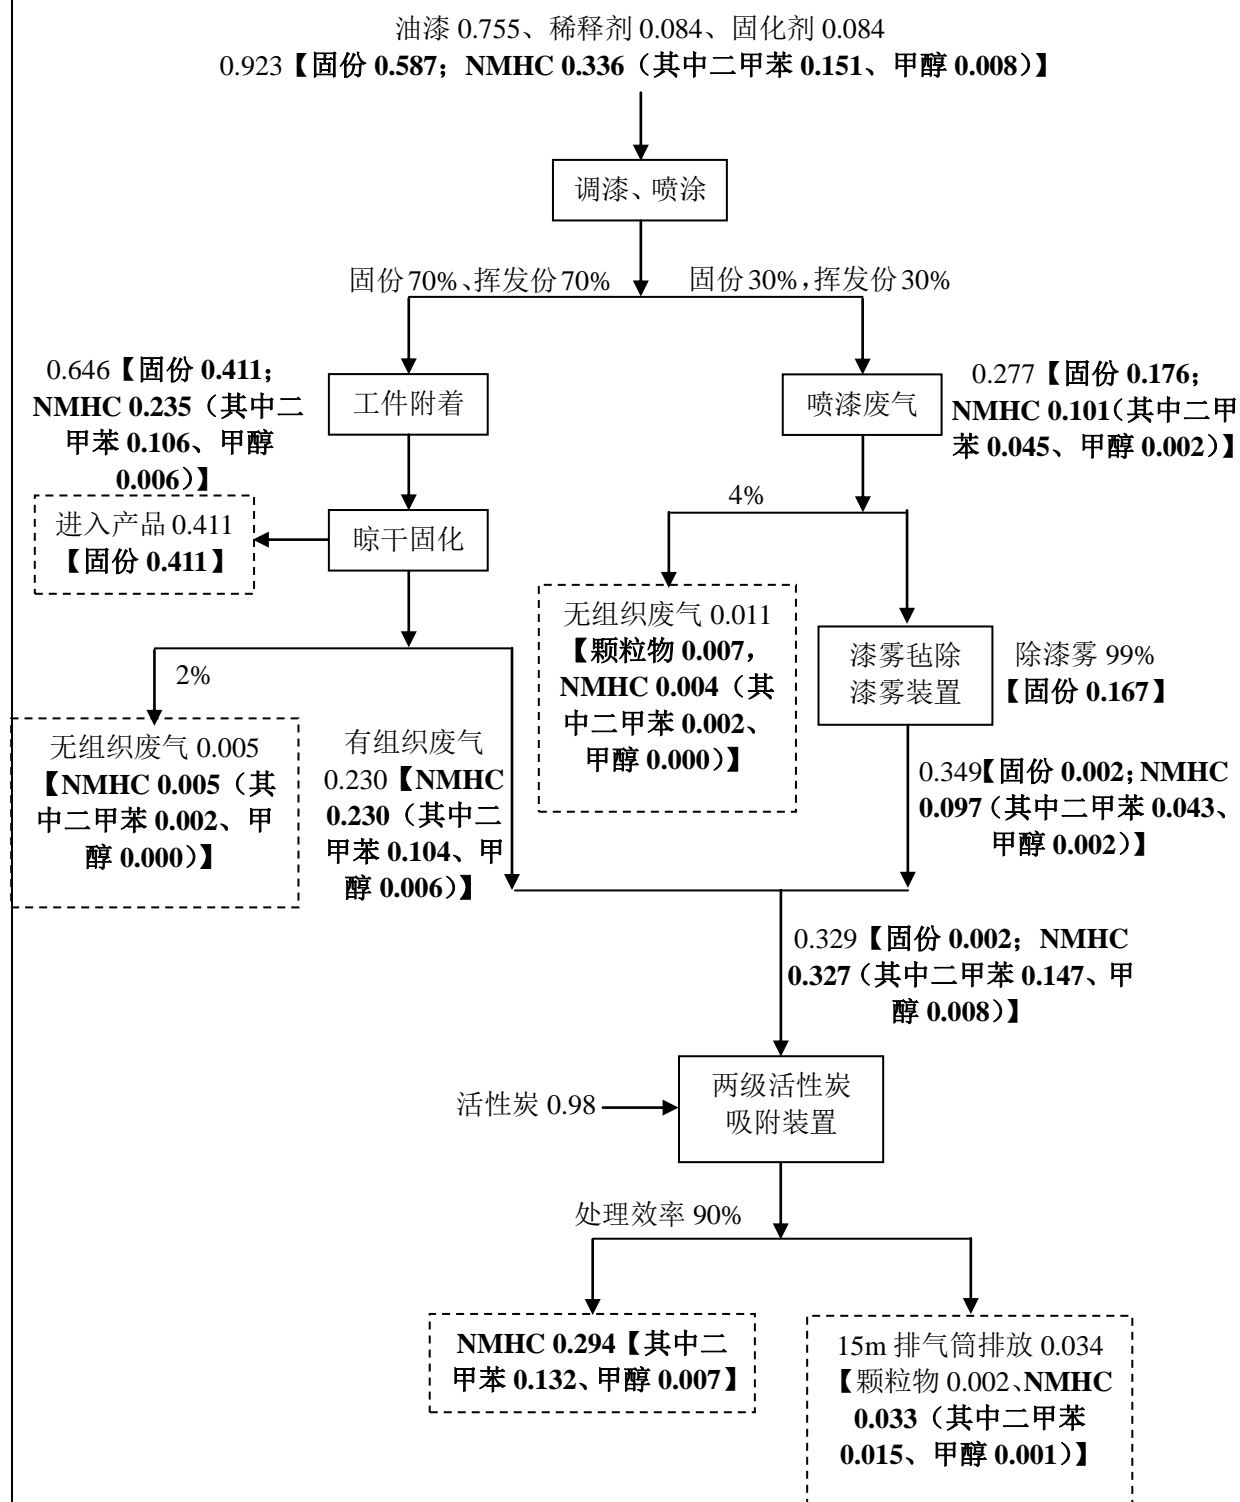 油漆 0.755、稀释剂 0.084、固化剂 0.084
0.923【固份 0.587；NMHC 0.336（其中二甲苯 0.151、甲醇 0.008）】
调漆、喷涂
固份 70%、挥发份 70%
固份 30%，挥发份 30%
0.646【固份 0.411；
NMHC 0.235（其中二
甲苯 0.106、甲醇
0.006）】
工件附着
喷漆废气
0.277【固份 0.176；
NMHC 0.101（其中二甲
苯 0.045、甲醇 0.002）】
4%
进入产品 0.411
【固份 0.411】
晾干固化
无组织废气 0.011
【颗粒物 0.007，
NMHC 0.004（其
中二甲苯 0.002、
甲醇 0.000）】
漆雾毡除
漆雾装置
除漆雾 99%
【固份 0.167】
2%
无组织废气 0.005
【NMHC 0.005（其
中二甲苯 0.002、甲
醇 0.000）】
有组织废气
0.230【NMHC
0.230（其中二
甲苯 0.104、甲
醇 0.006）】
0.349【固份 0.002；NMHC
0.097（其中二甲苯 0.043、
甲醇 0.002）】
0.329【固份 0.002；NMHC
0.327（其中二甲苯 0.147、甲
醇 0.008）】
活性炭 0.98
两级活性炭
吸附装置
处理效率 90%
NMHC 0.294【其中二
甲苯 0.132、甲醇 0.007】
15m 排气筒排放 0.034
【颗粒物 0.002、NMHC
0.033（其中二甲苯
0.015、甲醇 0.001）】